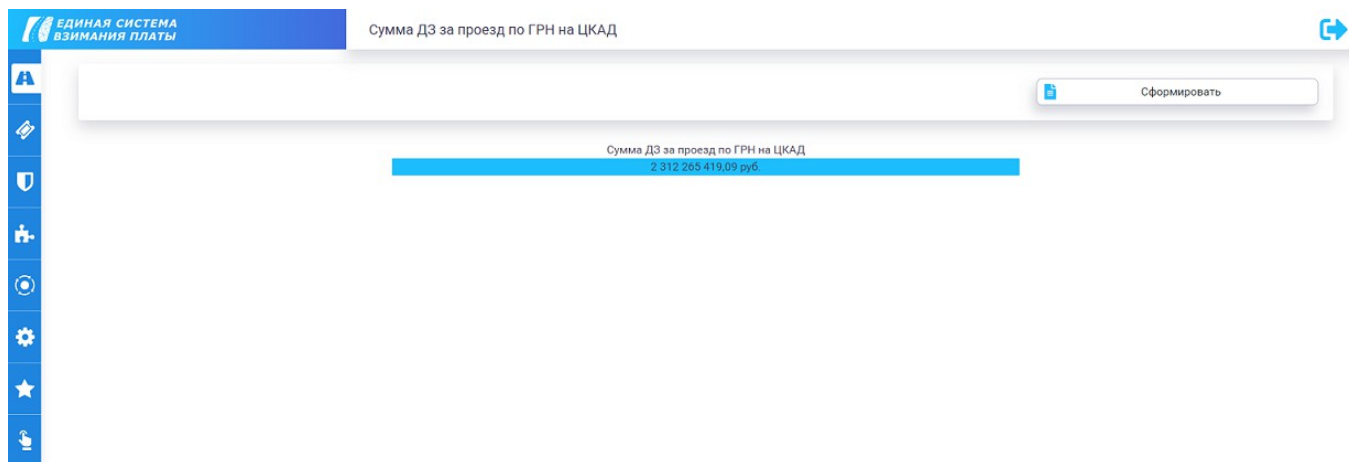 ЕДИНАЯ СИСТЕМА
ВЗИМАНИЯ ПЛАТЫ
Сумма ДЗ за проезд по ГРН на ЦКАД
Сформировать
Сумма ДЗ за проезд по ГРН на ЦКАД
2 312 265 419,09 руб.